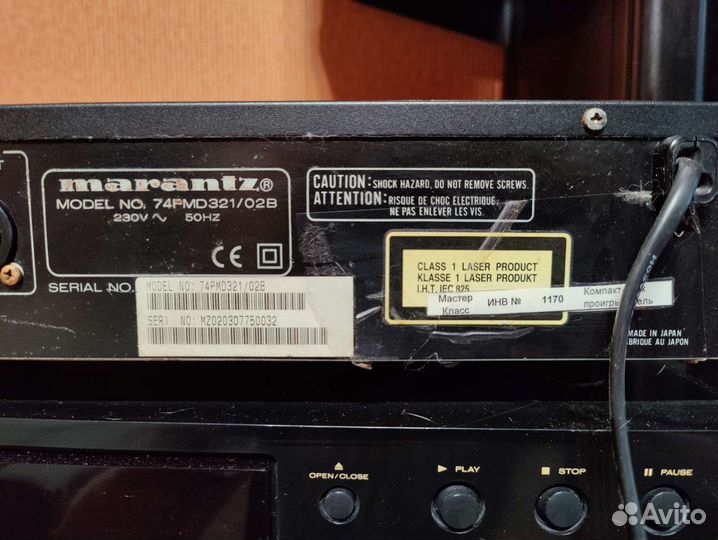 marantz®
MODEL NO. 74PMD321/02B
230V ~ 50HZ
CE
SERIAL NO.
MODEL NO: 74PMD321/02B
SERI NO: MZ020307750032
CAUTION: SHOCK HAZARD, DO NOT REMOVE SCREWS.
ATTENTION: RISQUE DE CHOC ELECTRIQUE,
NE PAS ENLEVER LES VIS.
CLASS 1 LASER PRODUCT
KLASSE 1 LASER PRODUKT
I.H.T. IEC 825
Мастер Класс
ИНВ № 1170
MADE IN JAPAN
FABRIQUE AU JAPON
OPEN/CLOSE
PLAY
STOP
PAUSE
Avito